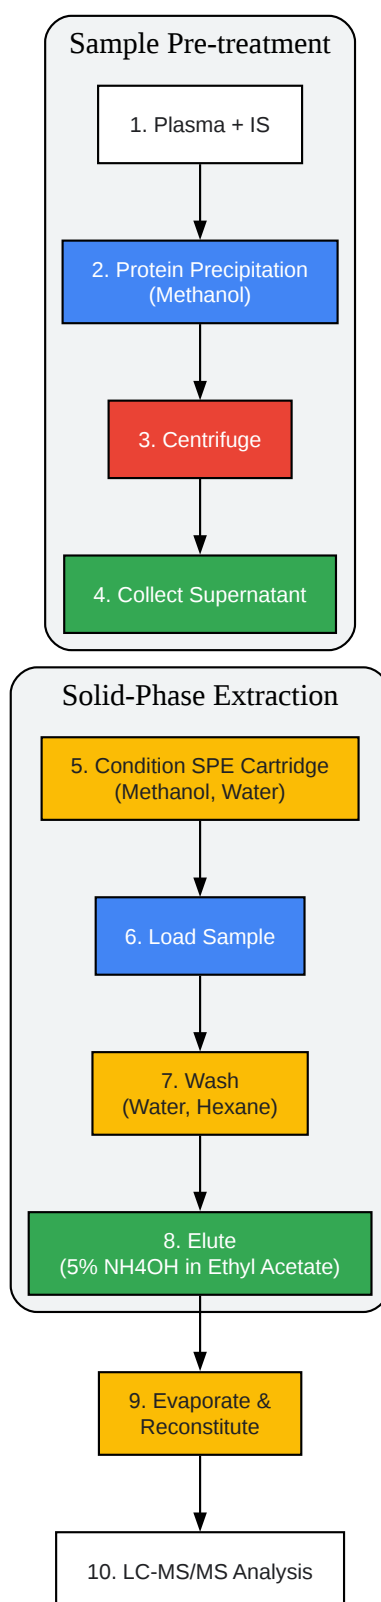 Sample Pre-treatment
1. Plasma + IS
2. Protein Precipitation
(Methanol)
3. Centrifuge
4. Collect Supernatant
Solid-Phase Extraction
5. Condition SPE Cartridge
(Methanol, Water)
6. Load Sample
7. Wash
(Water, Hexane)
8. Elute
(5% NH4OH in Ethyl Acetate)
9. Evaporate &
Reconstitute
10. LC-MS/MS Analysis